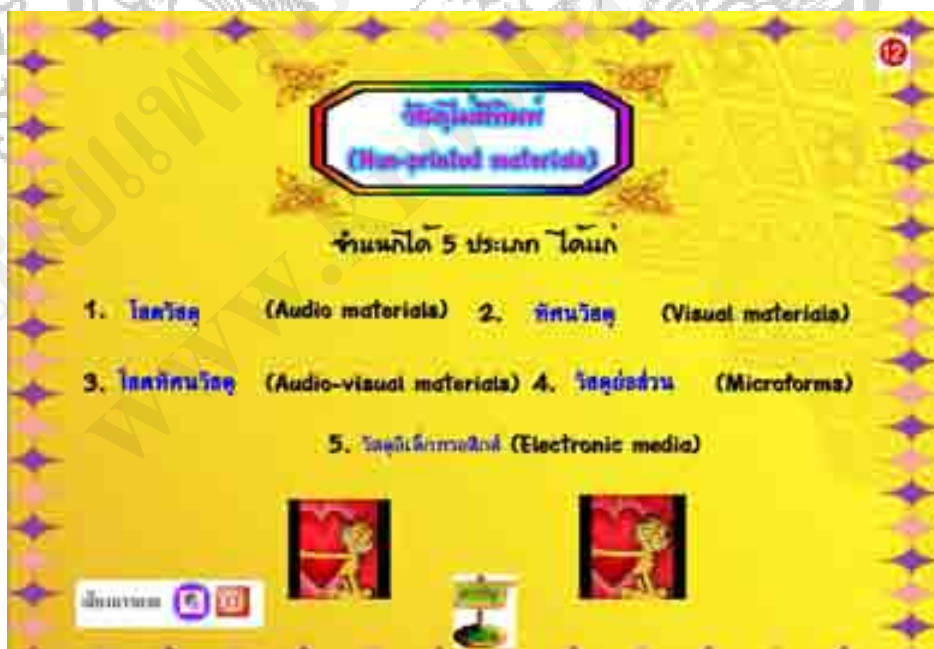 12
วัสดุไม่ตีพิมพ์
(Non-printed materials)
จำแนกได้ 5 ประเภท ได้แก่
1. โสตวัสดุ (Audio materials) 2. ทัศนวัสดุ (Visual materials)
3. โสตทัศนวัสดุ (Audio-visual materials) 4. วัสดุย่อส่วน (Microforms)
5. วัสดุอิเล็กทรอนิกส์ (Electronic media)